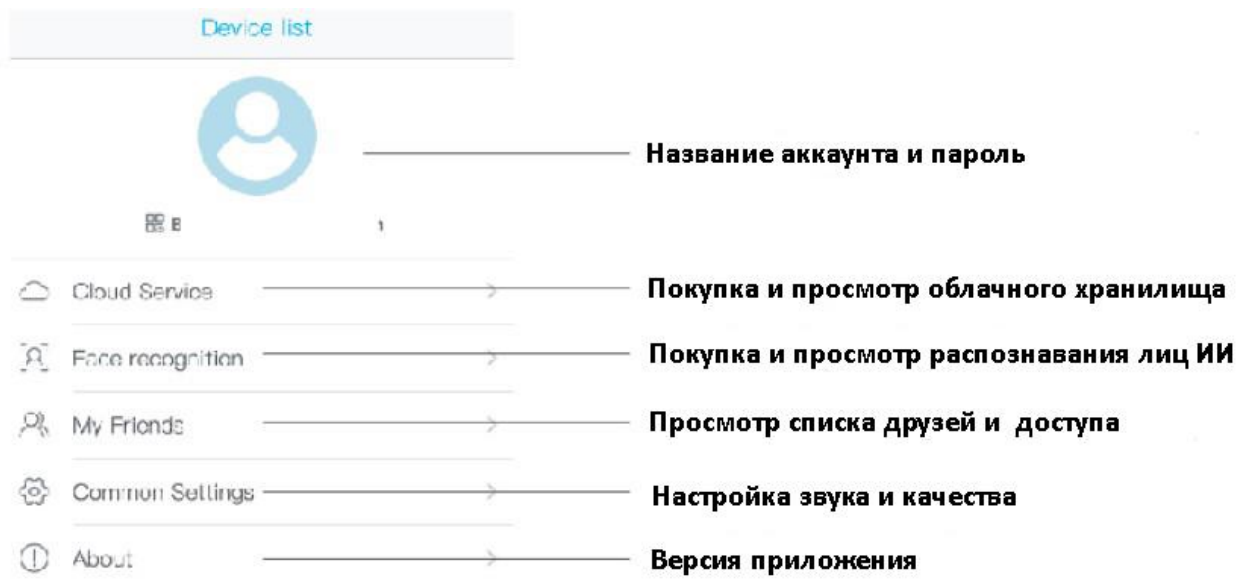 Device list
Название аккаунта и пароль
Cloud Service
Покупка и просмотр облачного хранилища
Face recognition
Покупка и просмотр распознавания лиц ИИ
My Friends
Просмотр списка друзей и доступа
Common Settings
Настройка звука и качества
About
Версия приложения